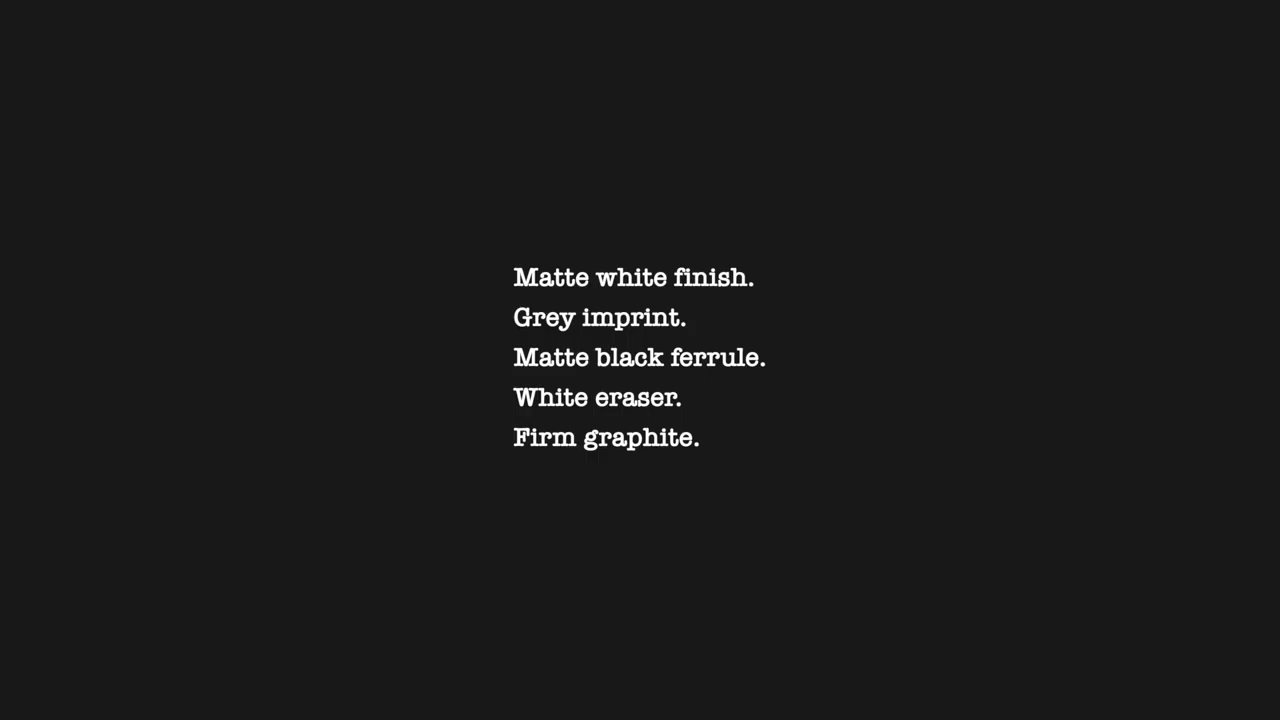 Matte white finish.
Grey imprint.
Matte black ferrule.
White eraser.
Firm graphite.